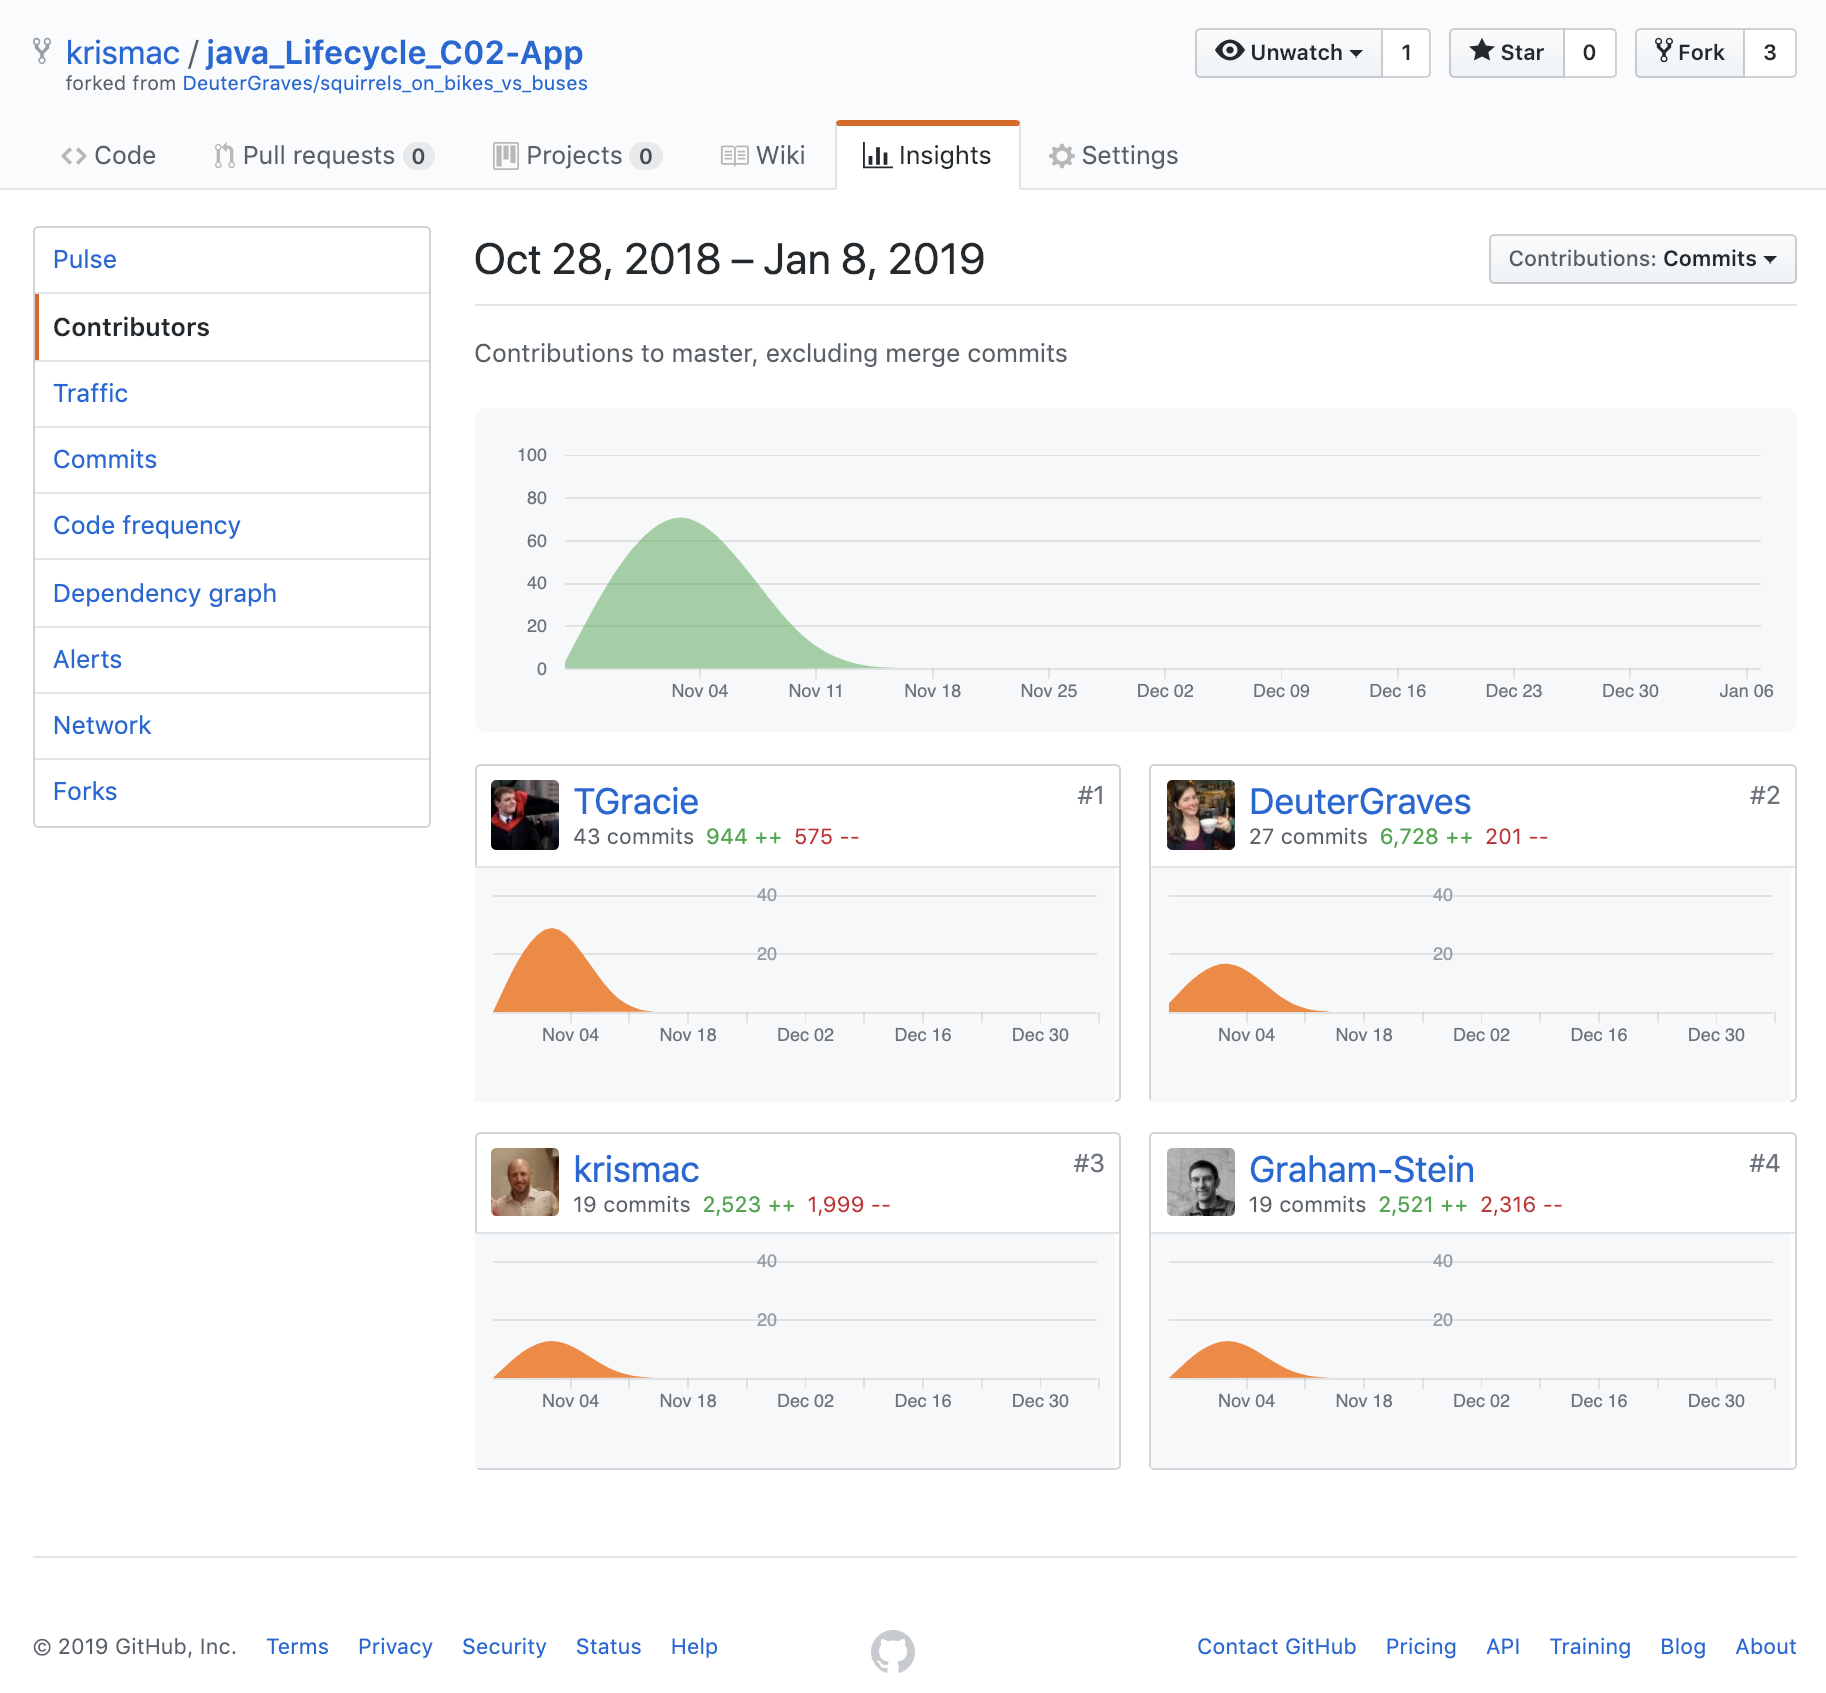 krismac / java_Lifecycle_C02-App
forked from DeuterGraves/squirrels_on_bikes_vs_buses
Unwatch 1
Star 0
Fork 3
Code
Pull requests 0
Projects 0
Wiki
Insights
Settings
Pulse
Contributors
Traffic
Commits
Code frequency
Dependency graph
Alerts
Network
Forks
Oct 28, 2018 – Jan 8, 2019
Contributions: Commits
Contributions to master, excluding merge commits
100
80
60
40
20
0
Nov 04 Nov 11 Nov 18 Nov 25 Dec 02 Dec 09 Dec 16 Dec 23 Dec 30 Jan 06
TGracie #1
43 commits 944 ++ 575 --
40
20
Nov 04 Nov 18 Dec 02 Dec 16 Dec 30
DeuterGraves #2
27 commits 6,728 ++ 201 --
40
20
Nov 04 Nov 18 Dec 02 Dec 16 Dec 30
krismac #3
19 commits 2,523 ++ 1,999 --
40
20
Nov 04 Nov 18 Dec 02 Dec 16 Dec 30
Graham-Stein #4
19 commits 2,521 ++ 2,316 --
40
20
Nov 04 Nov 18 Dec 02 Dec 16 Dec 30
© 2019 GitHub, Inc. Terms Privacy Security Status Help
Contact GitHub Pricing API Training Blog About